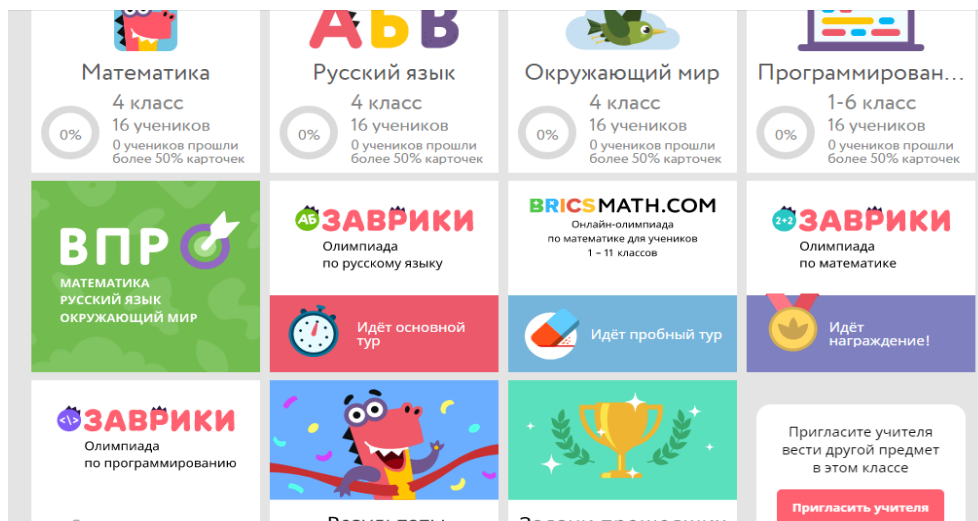 АБВ
Математика
4 класс
16 учеников
0%
0 учеников прошли
более 50% карточек
Русский язык
4 класс
16 учеников
0%
0 учеников прошли
более 50% карточек
Окружающий мир
4 класс
16 учеников
0%
0 учеников прошли
более 50% карточек
Программирован...
1-6 класс
16 учеников
0%
0 учеников прошли
более 50% карточек
ВПР
МАТЕМАТИКА
РУССКИЙ ЯЗЫК
ОКРУЖАЮЩИЙ МИР
АБ ЗАВРИКИ
Олимпиада
по русскому языку
Идёт основной
тур
BRICSMATH.COM
Онлайн-олимпиада
по математике для учеников
1 – 11 классов
Идёт пробный тур
2+2 ЗАВРИКИ
Олимпиада
по математике
Идёт
награждение!
</> ЗАВРИКИ
Олимпиада
по программированию
Результаты
Задачи прошедших
Пригласите учителя
вести другой предмет
в этом классе
Пригласить учителя